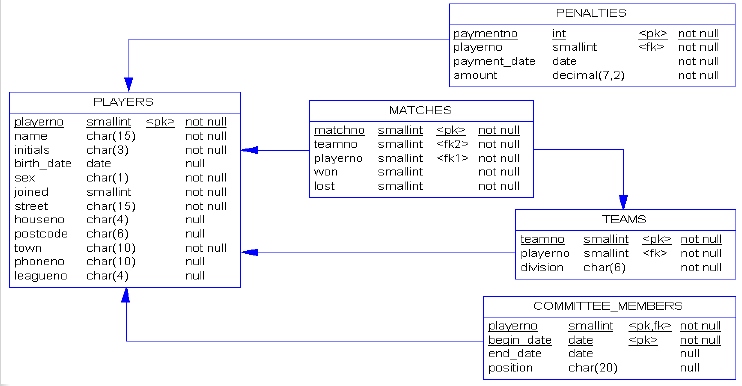 PENALTIES
paymentno int <pk> not null
playerno smallint <fk> not null
payment_date date not null
amount decimal(7,2) not null
PLAYERS
playerno smallint <pk> not null
name char(15) not null
initials char(3) not null
birth_date date null
sex char(1) not null
joined smallint not null
street char(15) not null
houseno char(4) null
postcode char(6) null
town char(10) not null
phoneno char(10) null
leagueno char(4) null
MATCHES
matchno smallint <pk> not null
teamno smallint <fk2> not null
playerno smallint <fk1> not null
won smallint not null
lost smallint not null
TEAMS
teamno smallint <pk> not null
playerno smallint <fk> not null
division char(6) not null
COMMITTEE_MEMBERS
playerno smallint <pk,fk> not null
begin_date date <pk> not null
end_date date null
position char(20) null